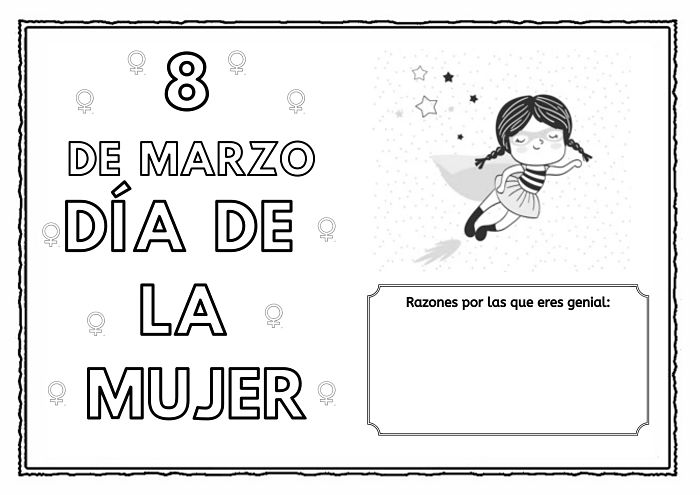 8
DE MARZO
DÍA DE
LA
MUJER
Razones por las que eres genial: